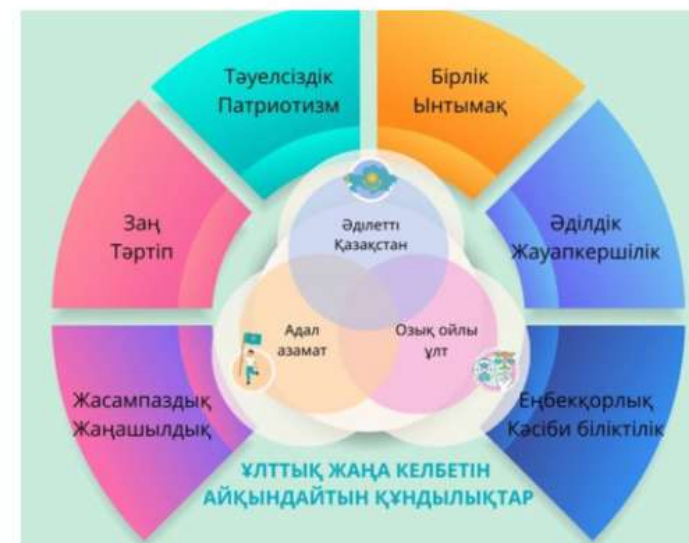 Тәуелсіздік
Патриотизм
Бірлік
Ынтымақ
Заң
Тәртіп
Әділдік
Жауапкершілік
Әділетті
Қазақстан
Адал
азамат
Озық ойлы
ұлт
Жасампаздық
Жаңашылдық
Еңбекқорлық
Кәсіби біліктілік
ҰЛТТЫҚ ЖАҢА КЕЛБЕТІН
АЙҚЫНДАЙТЫН ҚҰНДЫЛЫҚТАР